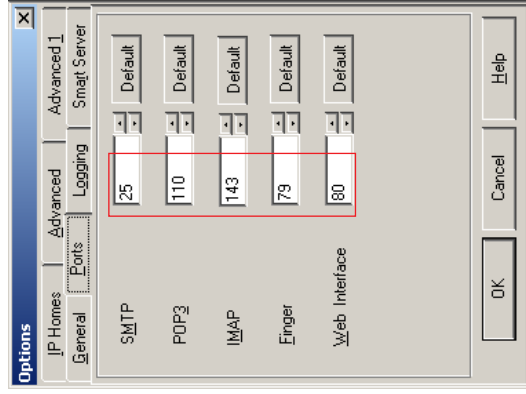 Options
IP Homes Advanced Advanced 1
General Ports Logging Smart Server
SMTP 25 Default
POP3 110 Default
IMAP 143 Default
Finger 79 Default
Web Interface 80 Default
OK Cancel Help